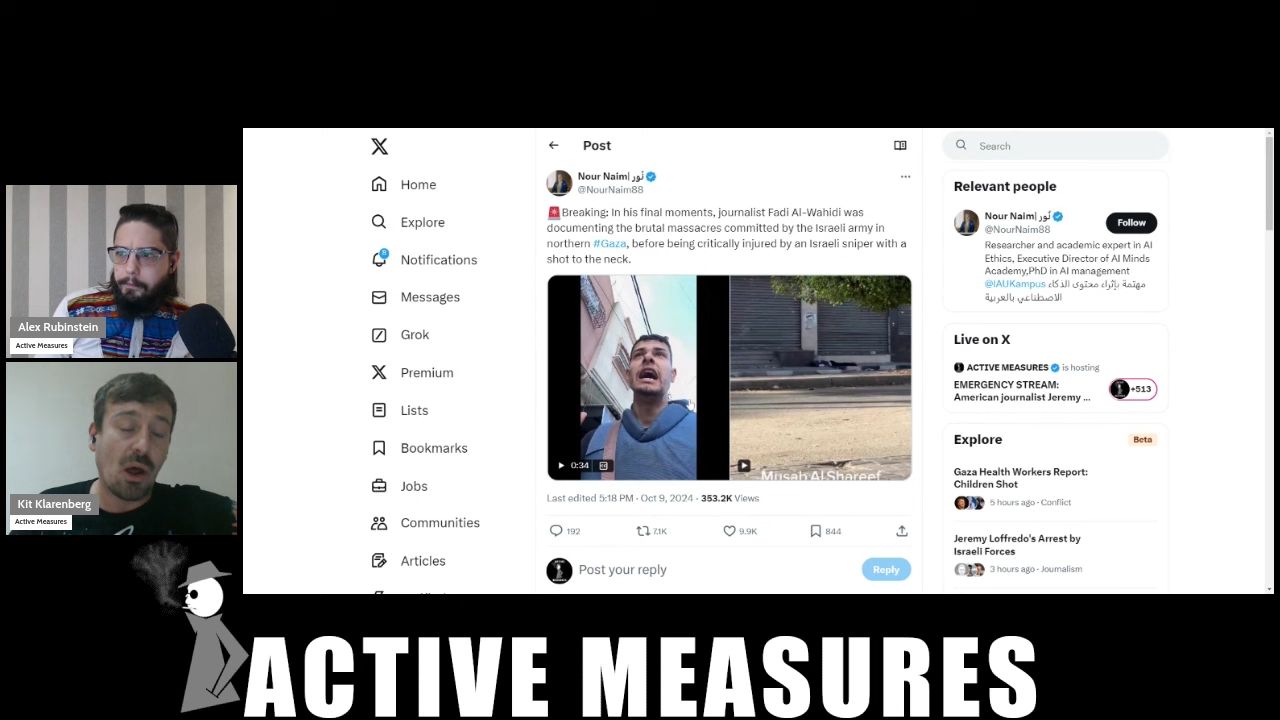 Alex Rubinstein
Active Measures
Kit Klarenberg
Active Measures
Home
Explore
8
Notifications
Messages
Grok
Premium
Lists
Bookmarks
Jobs
Communities
Articles
Post
Nour Naim| نُور
@NourNaim88
Breaking: In his final moments, journalist Fadi Al-Wahidi was
documenting the brutal massacres committed by the Israeli army in
northern #Gaza, before being critically injured by an Israeli sniper with a
shot to the neck.
0:34
Musab Al Shareef
Last edited 5:18 PM · Oct 9, 2024 · 353.2K Views
192
7.1K
9.9K
844
Post your reply
Reply
Search
Relevant people
Nour Naim| نُور
@NourNaim88
Follow
Researcher and academic expert in AI
Ethics, Executive Director of AI Minds
Academy,PhD in AI management
@IAUKampus مهتمة بإثراء محتوى الذكاء
الاصطناعي بالعربية
Live on X
ACTIVE MEASURES is hosting
EMERGENCY STREAM:
American journalist Jeremy ...
+513
Explore
Beta
Gaza Health Workers Report:
Children Shot
5 hours ago · Conflict
Jeremy Loffredo's Arrest by
Israeli Forces
3 hours ago · Journalism
ACTIVE MEASURES